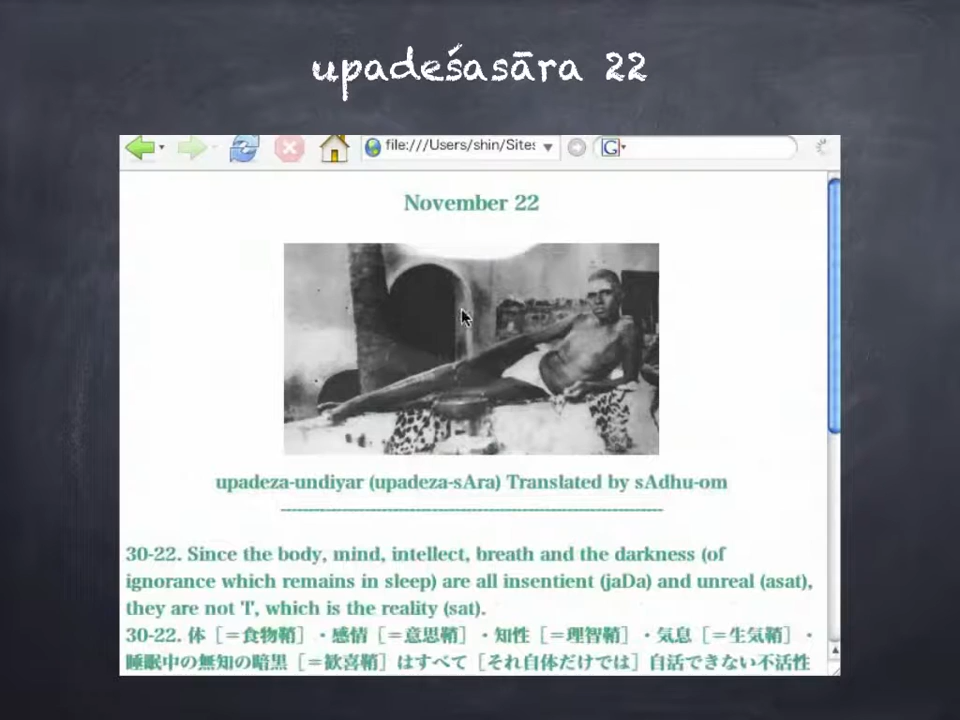 upadeśasāra 22
file:///Users/shin/Sites
G
November 22
upadeza-undiyar (upadeza-sAra) Translated by sAdhu-om
--------------------------------------------------------------------------------
30-22. Since the body, mind, intellect, breath and the darkness (of
ignorance which remains in sleep) are all insentient (jaDa) and unreal (asat),
they are not 'I', which is the reality (sat).
30-22. 体［＝食物鞘］・感情［＝意思鞘］・知性［＝理智鞘］・気息［＝生気鞘］・
睡眠中の無知の暗黒［＝歓喜鞘］はすべて［それ自体だけでは］自活できない不活性